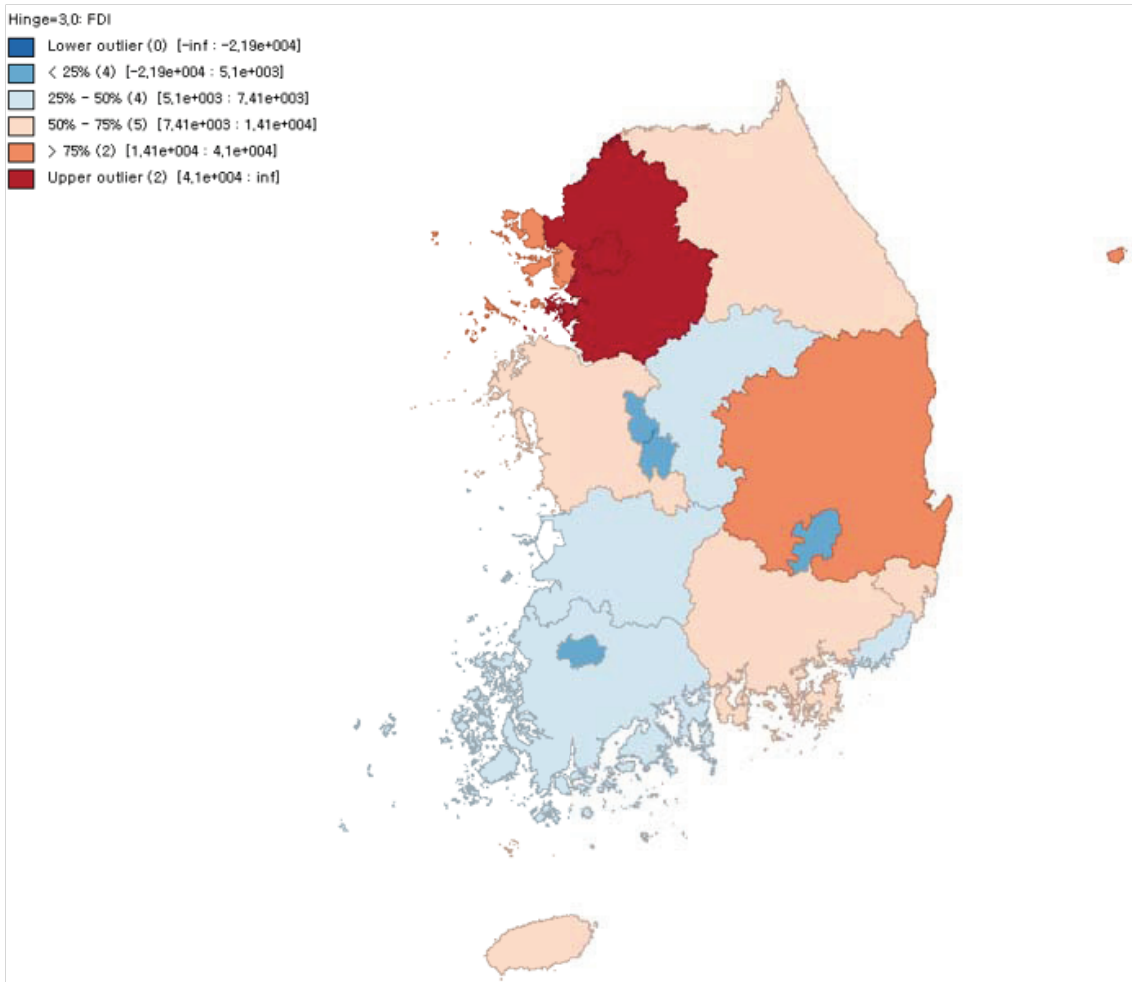 Hinge=3,0: FDI
Lower outlier (0) [-inf : -2,19e+004]
< 25% (4) [-2,19e+004 : 5,1e+003]
25% - 50% (4) [5,1e+003 : 7,41e+003]
50% - 75% (5) [7,41e+003 : 1,41e+004]
> 75% (2) [1,41e+004 : 4,1e+004]
Upper outlier (2) [4,1e+004 : inf]